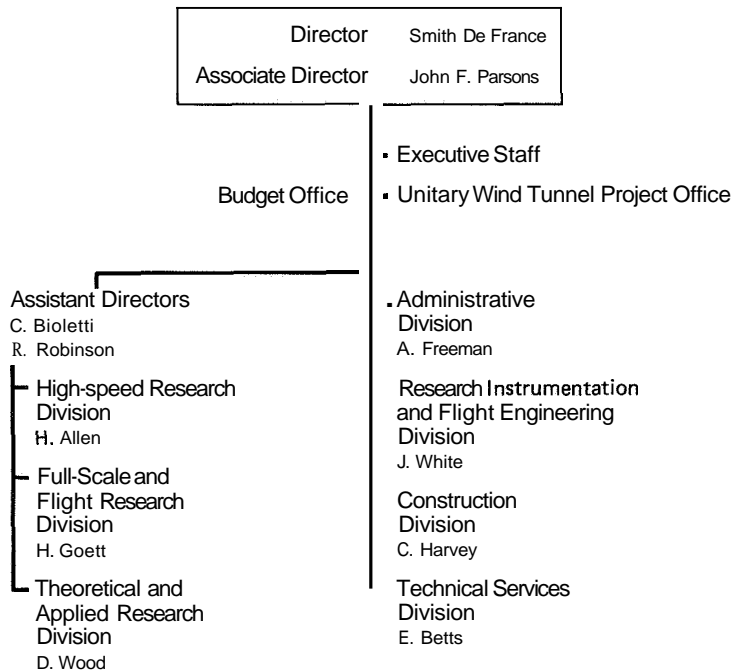 Director Smith De France
Associate Director John F. Parsons
Executive Staff
Budget Office
Unitary Wind Tunnel Project Office
Assistant Directors
C. Bioletti
R. Robinson
High-speed Research
Division
H. Allen
Full-Scale and
Flight Research
Division
H. Goett
Theoretical and
Applied Research
Division
D. Wood
Administrative
Division
A. Freeman
Research Instrumentation
and Flight Engineering
Division
J. White
Construction
Division
C. Harvey
Technical Services
Division
E. Betts